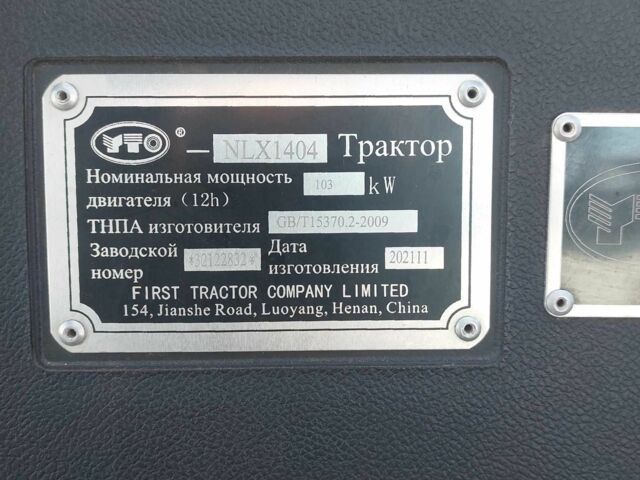 YTO ® – NLX1404 Трактор
Номинальная мощность двигателя (12h) 103 kW
ТНПА изготовителя GB/T15370.2-2009
Заводской номер *32122832* Дата изготовления 202111
FIRST TRACTOR COMPANY LIMITED
154, Jianshe Road, Luoyang, Henan, China